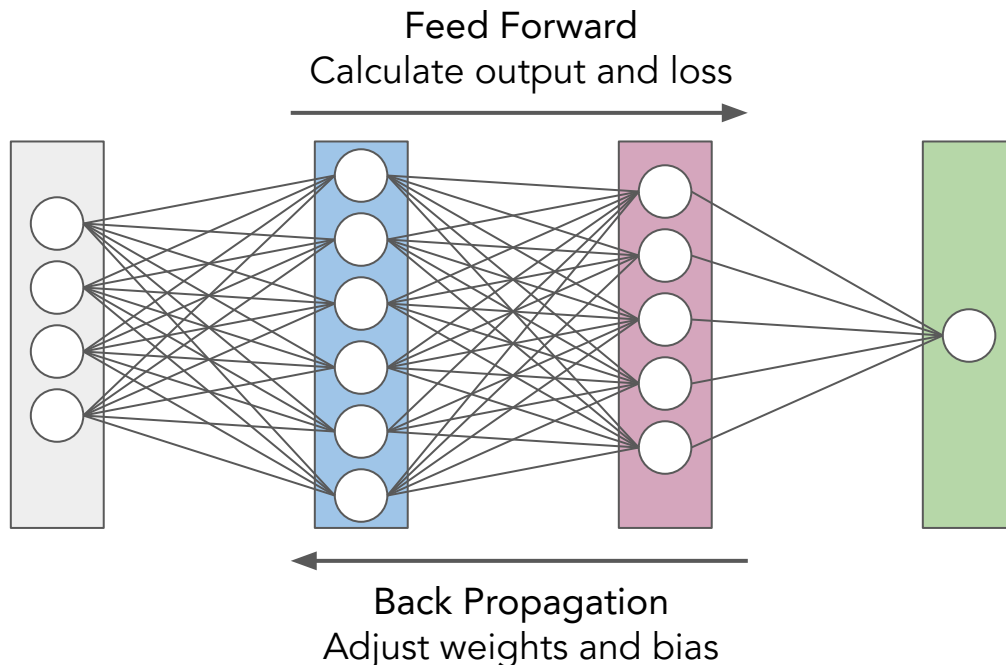 Feed Forward
Calculate output and loss
Back Propagation
Adjust weights and bias